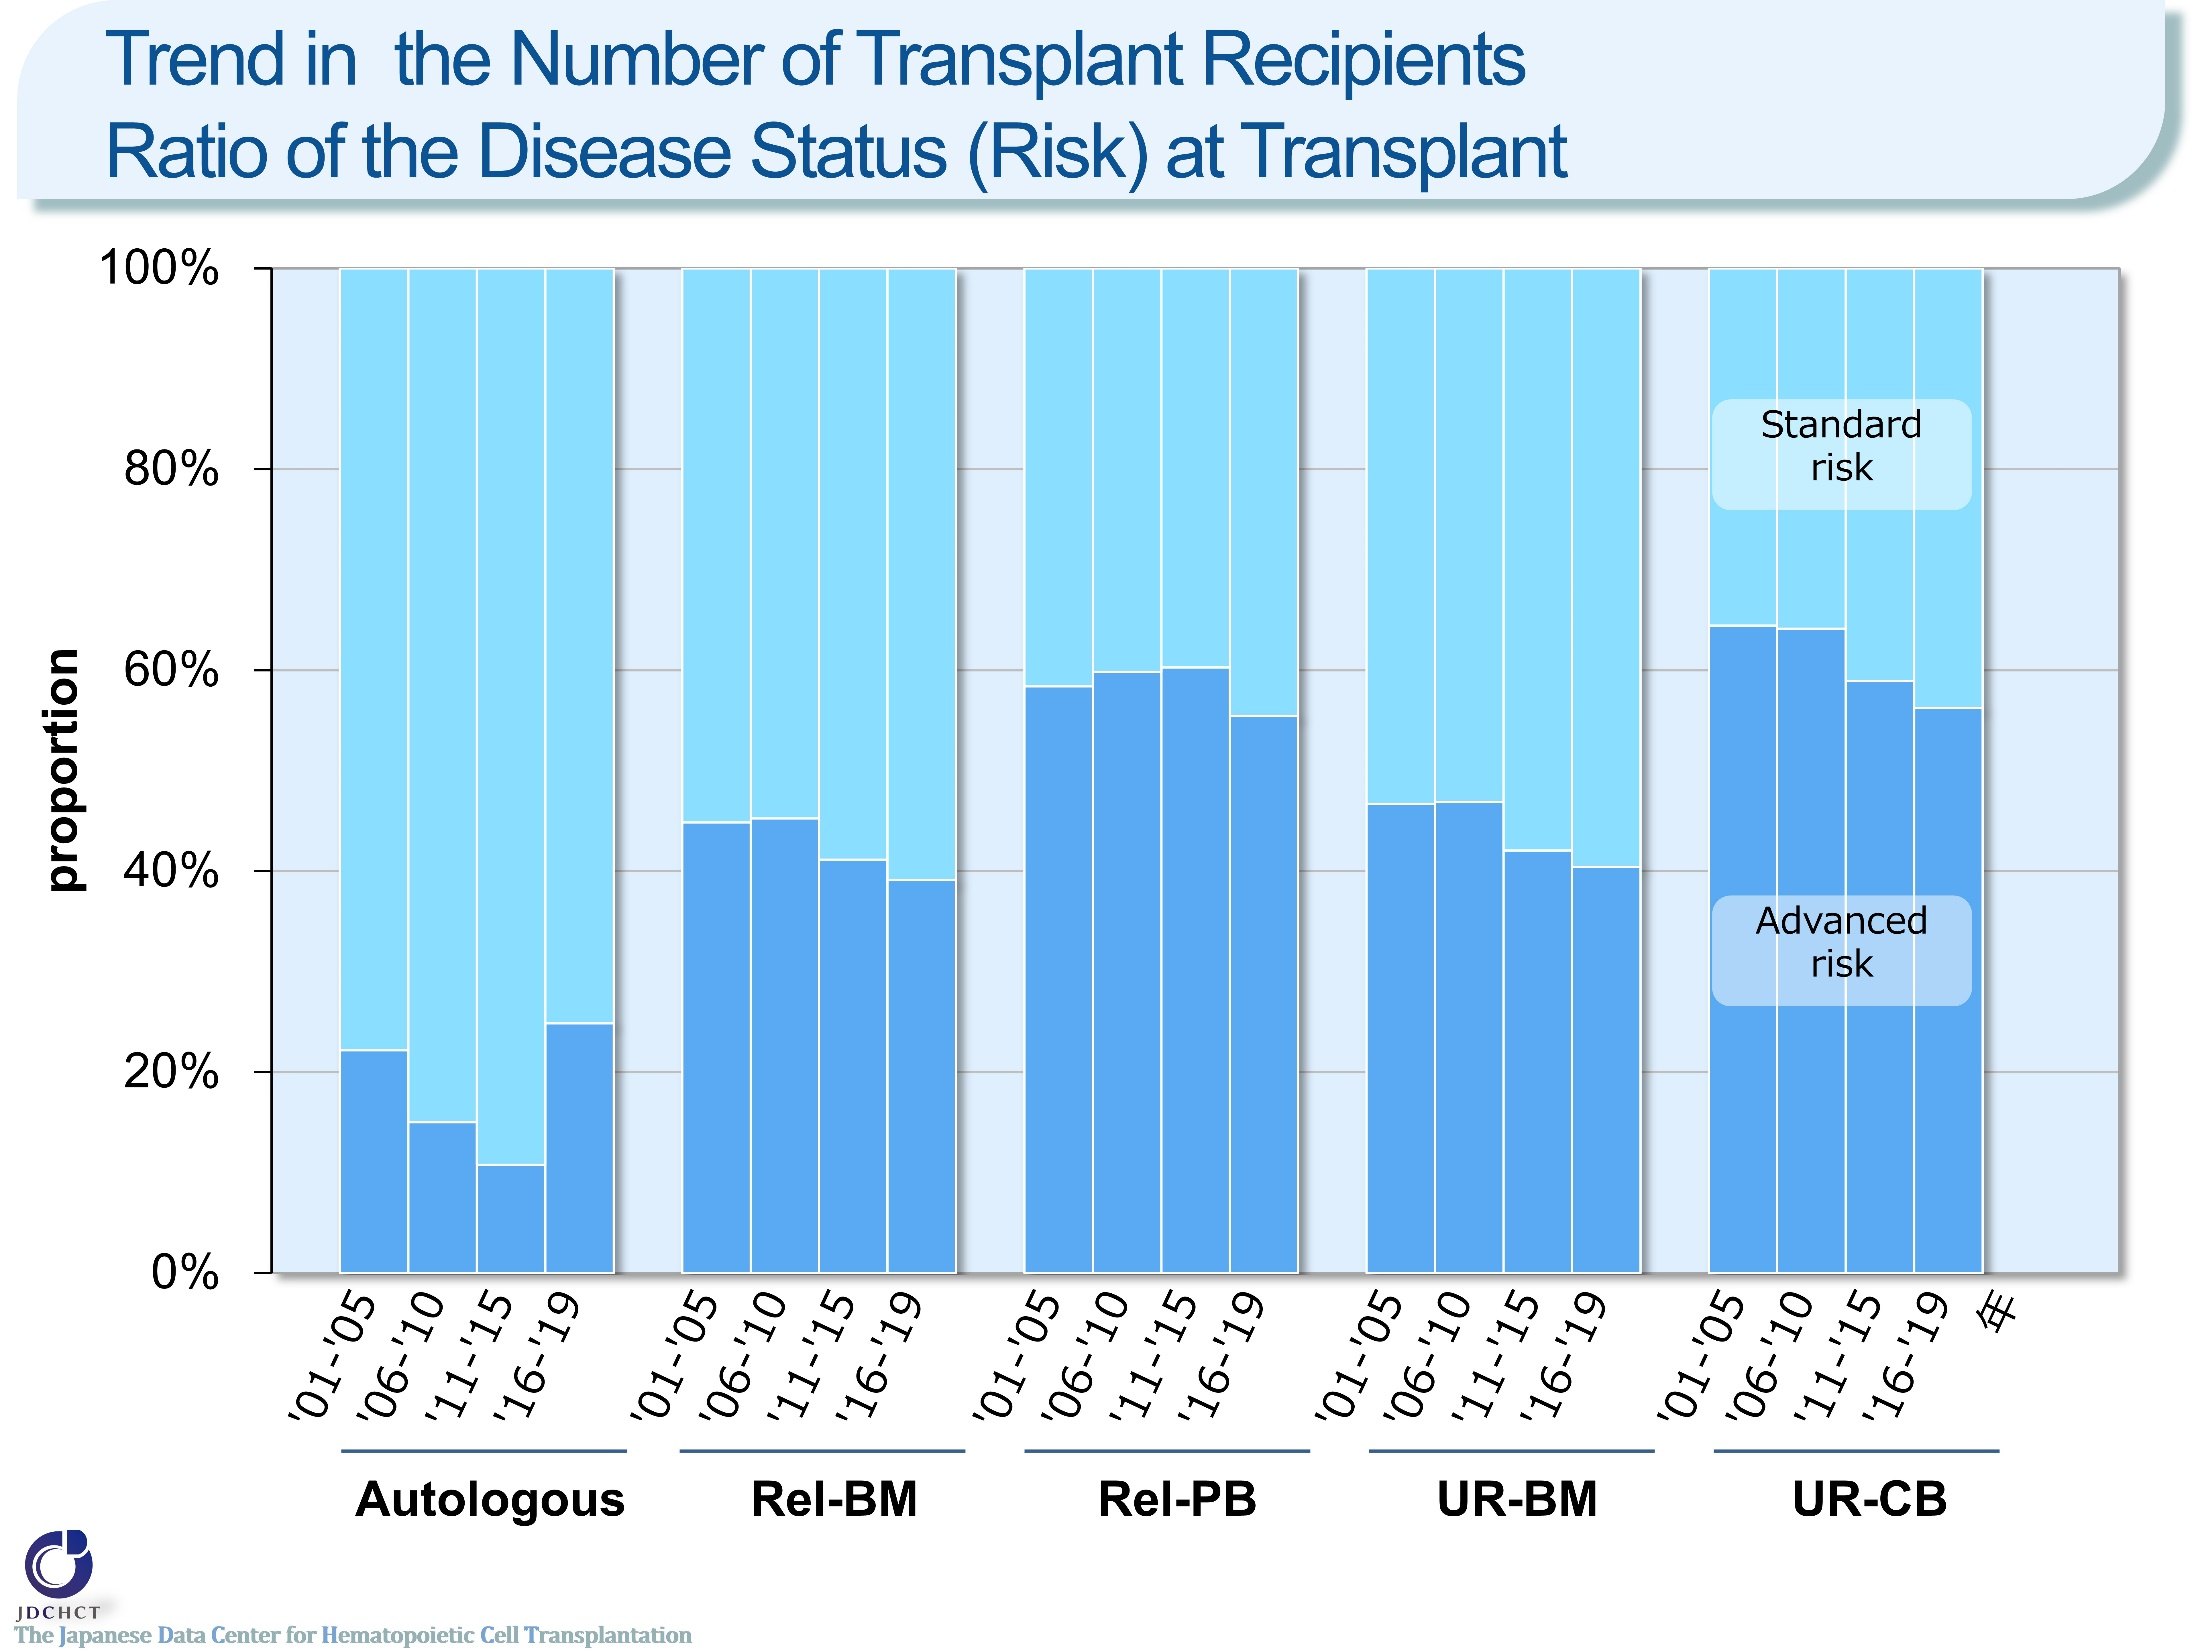 Trend in the Number of Transplant Recipients
Ratio of the Disease Status (Risk) at Transplant
100%
80%
60%
40%
20%
0%
proportion
Standard
risk
Advanced
risk
'01-'05
'06-'10
'11-'15
'16-'19
'01-'05
'06-'10
'11-'15
'16-'19
'01-'05
'06-'10
'11-'15
'16-'19
'01-'05
'06-'10
'11-'15
'16-'19
'01-'05
'06-'10
'11-'15
'16-'19
年
Autologous
Rel-BM
Rel-PB
UR-BM
UR-CB
JDCHCT
The Japanese Data Center for Hematopoietic Cell Transplantation